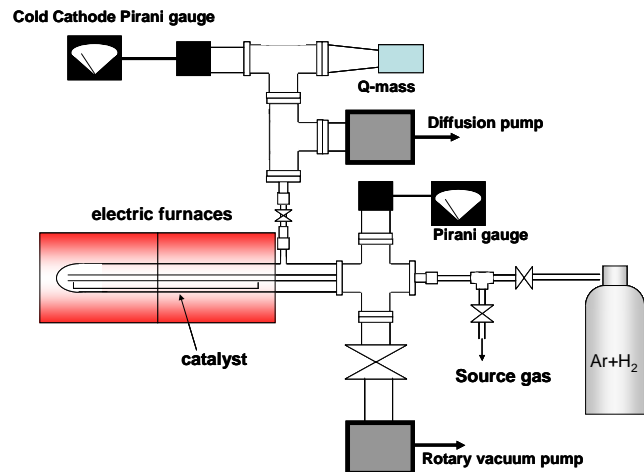 Cold Cathode Pirani gauge
Q-mass
Diffusion pump
electric furnaces
Pirani gauge
catalyst
Source gas
Ar+H₂
Rotary vacuum pump